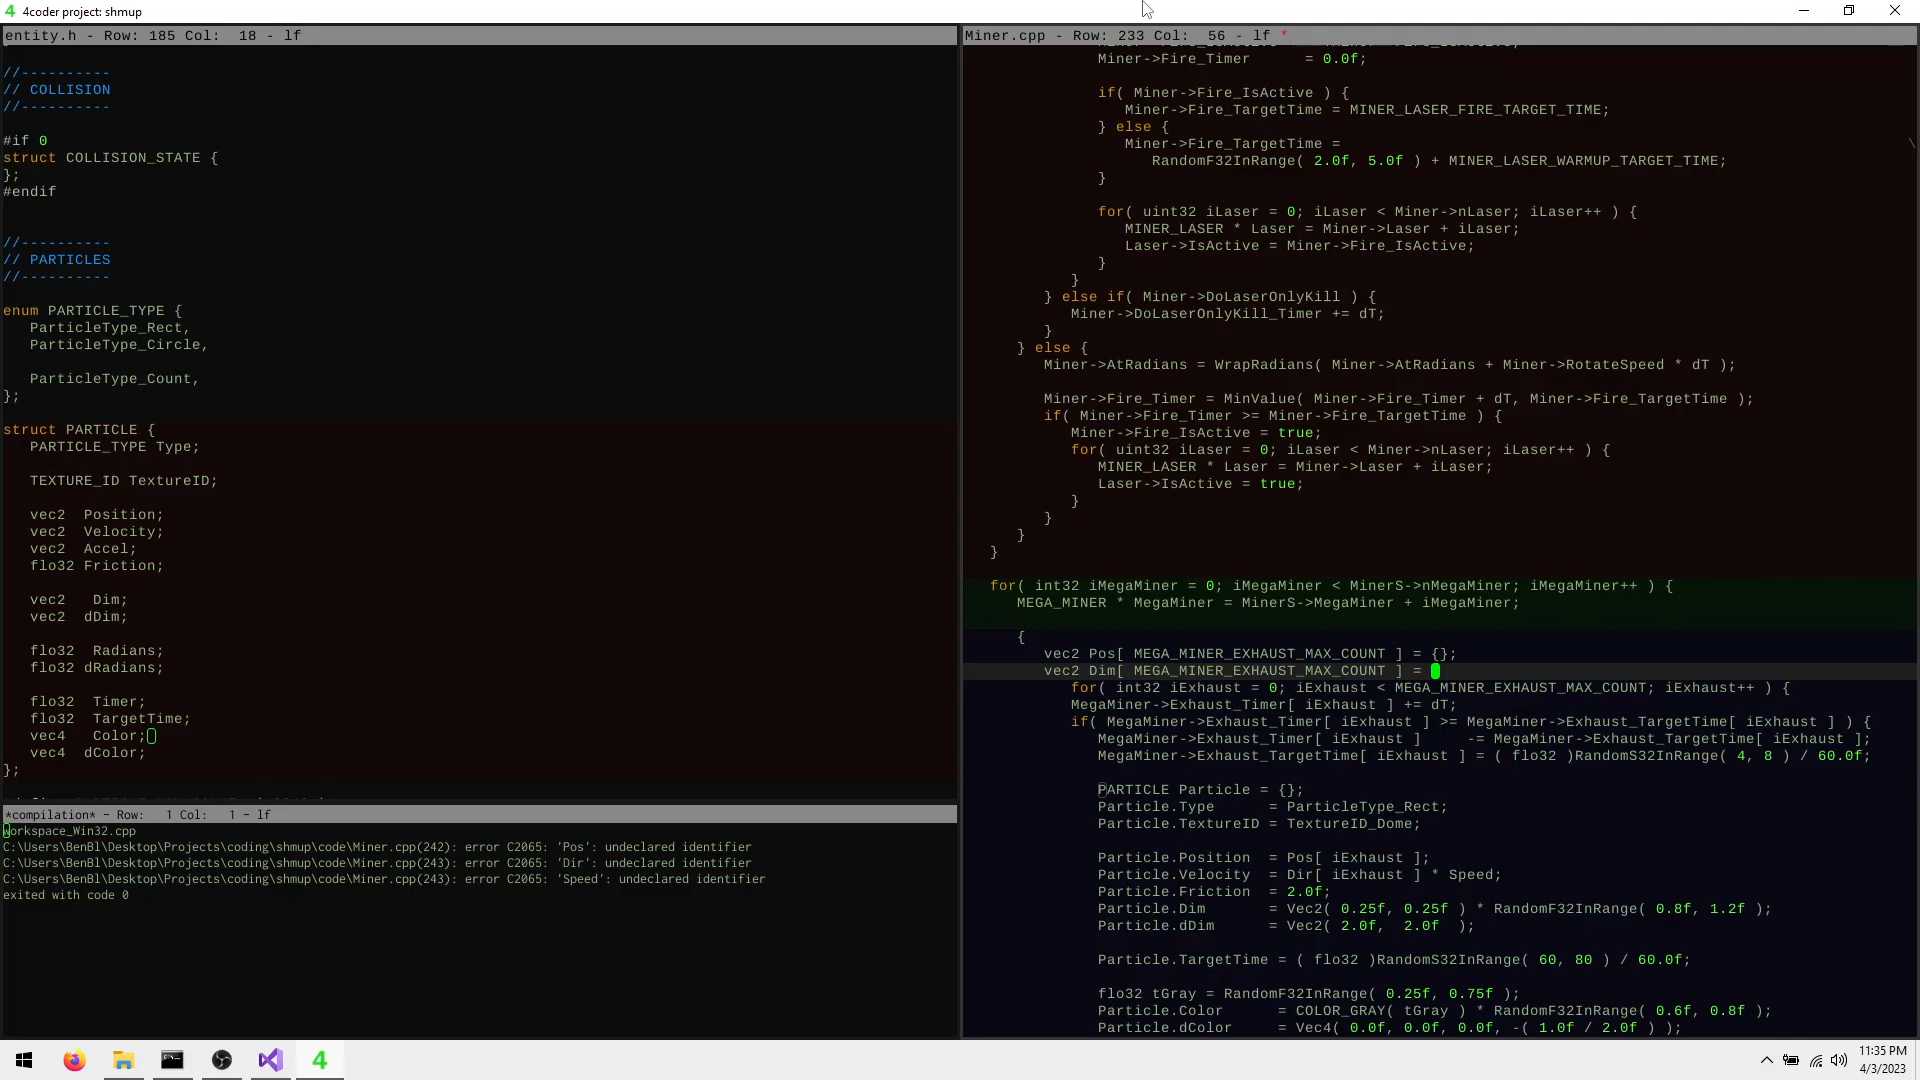 4 4coder project: shmup
entity.h - Row: 185 Col:  18 - lf
//----------
// COLLISION
//----------
#if 0
struct COLLISION_STATE {
};
#endif
//----------
// PARTICLES
//----------
enum PARTICLE_TYPE {
ParticleType_Rect,
ParticleType_Circle,
ParticleType_Count,
};
struct PARTICLE {
PARTICLE_TYPE Type;
TEXTURE_ID TextureID;
vec2  Position;
vec2  Velocity;
vec2  Accel;
flo32 Friction;
vec2   Dim;
vec2  dDim;
flo32  Radians;
flo32 dRadians;
flo32  Timer;
flo32  TargetTime;
vec4   Color;
vec4  dColor;
};
*compilation* - Row:   1 Col:   1 - lf
Workspace_Win32.cpp
C:\Users\BenBl\Desktop\Projects\coding\shmup\code\Miner.cpp(242): error C2065: 'Pos': undeclared identifier
C:\Users\BenBl\Desktop\Projects\coding\shmup\code\Miner.cpp(243): error C2065: 'Dir': undeclared identifier
C:\Users\BenBl\Desktop\Projects\coding\shmup\code\Miner.cpp(243): error C2065: 'Speed': undeclared identifier
exited with code 0
Miner.cpp - Row: 233 Col:  56 - lf *
Miner->Fire_Timer      = 0.0f;
if( Miner->Fire_IsActive ) {
Miner->Fire_TargetTime = MINER_LASER_FIRE_TARGET_TIME;
} else {
Miner->Fire_TargetTime =
RandomF32InRange( 2.0f, 5.0f ) + MINER_LASER_WARMUP_TARGET_TIME;
}
for( uint32 iLaser = 0; iLaser < Miner->nLaser; iLaser++ ) {
MINER_LASER * Laser = Miner->Laser + iLaser;
Laser->IsActive = Miner->Fire_IsActive;
}
}
} else if( Miner->DoLaserOnlyKill ) {
Miner->DoLaserOnlyKill_Timer += dT;
}
} else {
Miner->AtRadians = WrapRadians( Miner->AtRadians + Miner->RotateSpeed * dT );
Miner->Fire_Timer = MinValue( Miner->Fire_Timer + dT, Miner->Fire_TargetTime );
if( Miner->Fire_Timer >= Miner->Fire_TargetTime ) {
Miner->Fire_IsActive = true;
for( uint32 iLaser = 0; iLaser < Miner->nLaser; iLaser++ ) {
MINER_LASER * Laser = Miner->Laser + iLaser;
Laser->IsActive = true;
}
}
}
}
for( int32 iMegaMiner = 0; iMegaMiner < MinerS->nMegaMiner; iMegaMiner++ ) {
MEGA_MINER * MegaMiner = MinerS->MegaMiner + iMegaMiner;
{
vec2 Pos[ MEGA_MINER_EXHAUST_MAX_COUNT ] = {};
vec2 Dim[ MEGA_MINER_EXHAUST_MAX_COUNT ] =
for( int32 iExhaust = 0; iExhaust < MEGA_MINER_EXHAUST_MAX_COUNT; iExhaust++ ) {
MegaMiner->Exhaust_Timer[ iExhaust ] += dT;
if( MegaMiner->Exhaust_Timer[ iExhaust ] >= MegaMiner->Exhaust_TargetTime[ iExhaust ] ) {
MegaMiner->Exhaust_Timer[ iExhaust ]     -= MegaMiner->Exhaust_TargetTime[ iExhaust ];
MegaMiner->Exhaust_TargetTime[ iExhaust ] = ( flo32 )RandomS32InRange( 4, 8 ) / 60.0f;
PARTICLE Particle = {};
Particle.Type      = ParticleType_Rect;
Particle.TextureID = TextureID_Dome;
Particle.Position  = Pos[ iExhaust ];
Particle.Velocity  = Dir[ iExhaust ] * Speed;
Particle.Friction  = 2.0f;
Particle.Dim       = Vec2( 0.25f, 0.25f ) * RandomF32InRange( 0.8f, 1.2f );
Particle.dDim      = Vec2( 2.0f,  2.0f  );
Particle.TargetTime = ( flo32 )RandomS32InRange( 60, 80 ) / 60.0f;
flo32 tGray = RandomF32InRange( 0.25f, 0.75f );
Particle.Color      = COLOR_GRAY( tGray ) * RandomF32InRange( 0.6f, 0.8f );
Particle.dColor     = Vec4( 0.0f, 0.0f, 0.0f, -( 1.0f / 2.0f ) );
4
11:35 PM
4/3/2023